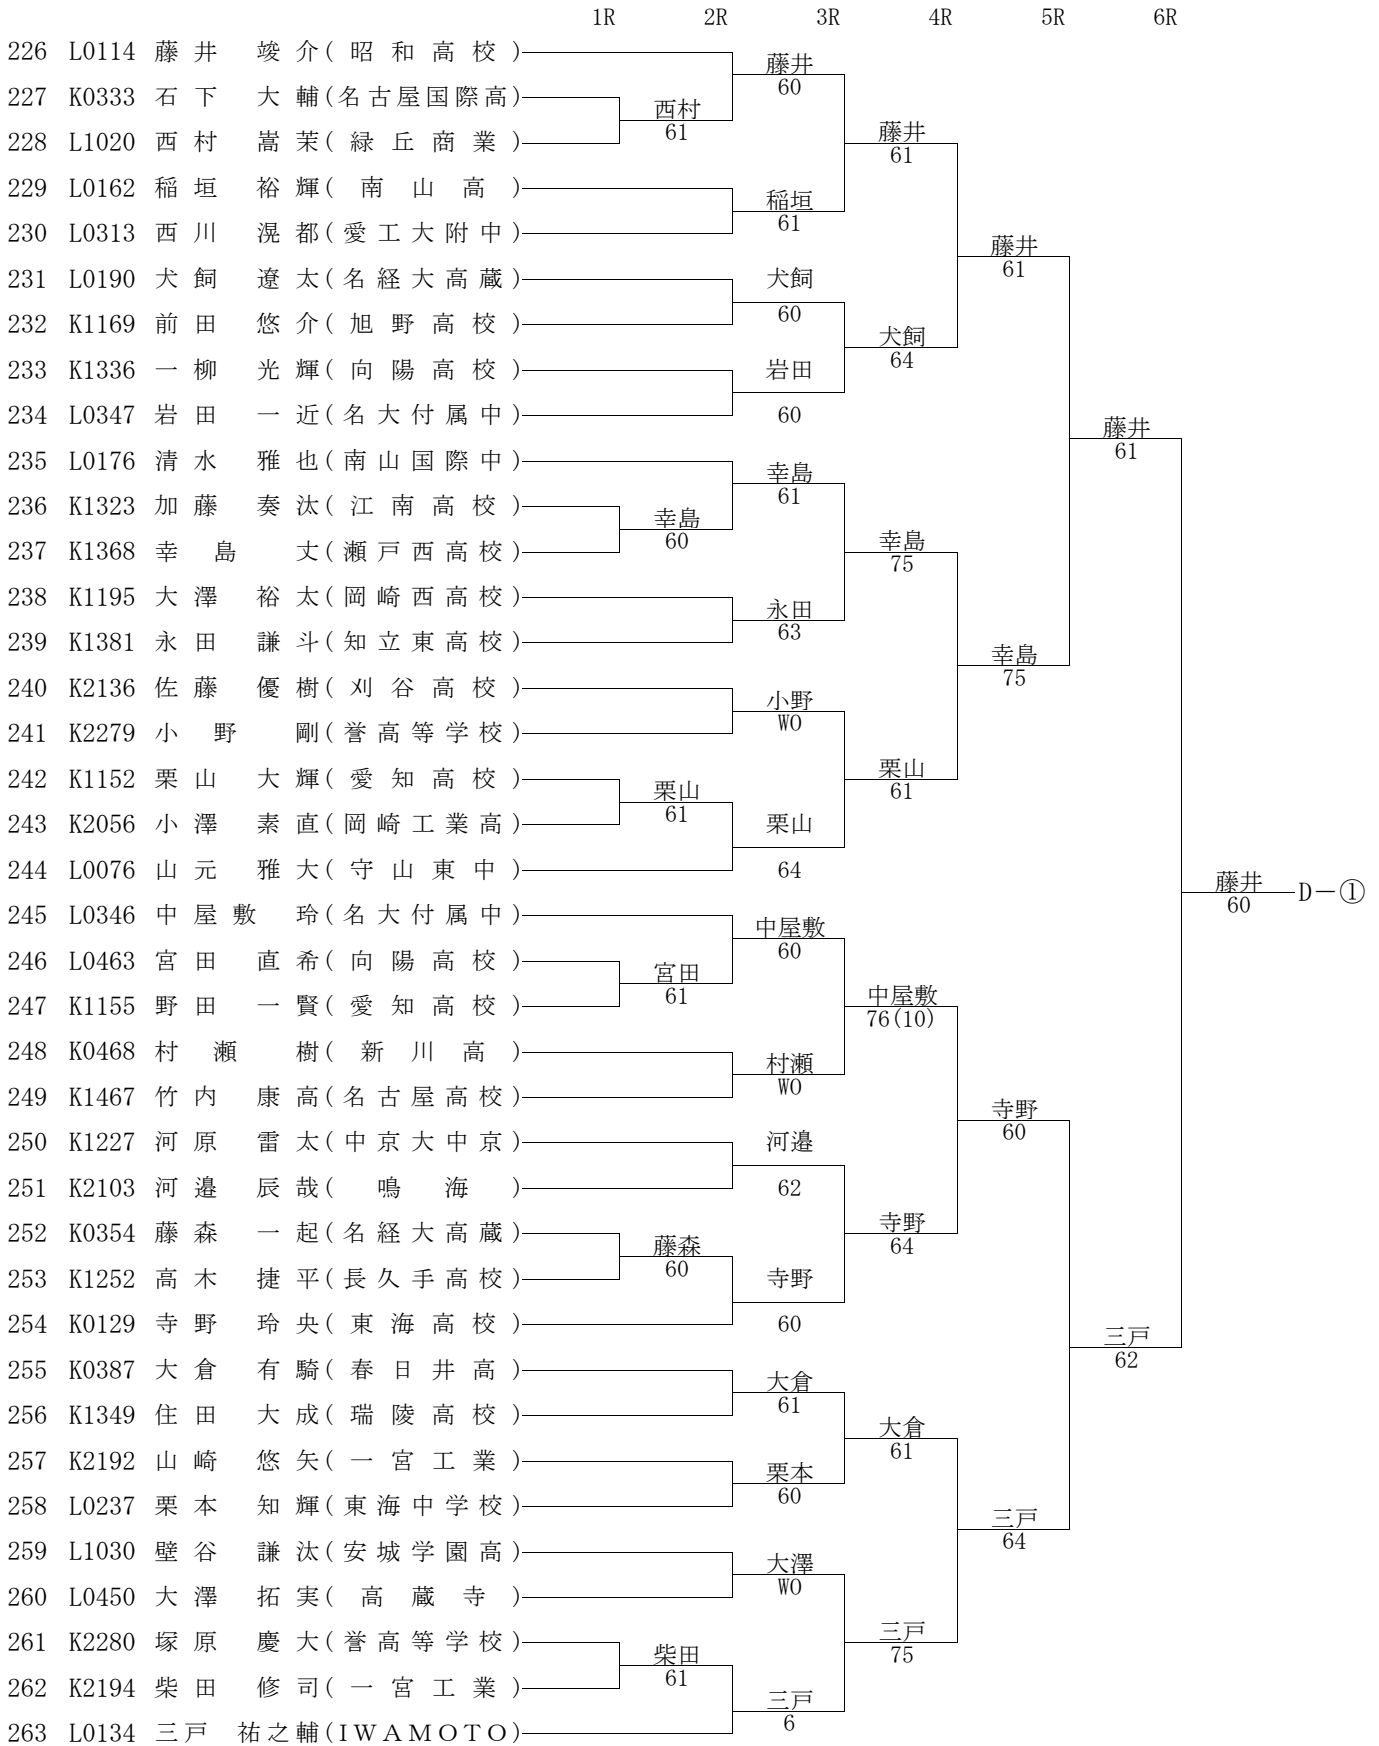 1R 2R 3R 4R 5R 6R
226 L0114 藤井 竣介(昭和高校)
藤井
60
227 K0333 石下 大輔(名古屋国際高)
西村
61
228 L1020 西村 嵩茉(緑丘商業)
藤井
61
229 L0162 稲垣 裕輝(南山高)
稲垣
61
230 L0313 西川 滉都(愛工大附中)
藤井
61
231 L0190 犬飼 遼太(名経大高蔵)
犬飼
60
232 K1169 前田 悠介(旭野高校)
犬飼
64
233 K1336 一柳 光輝(向陽高校)
岩田
60
234 L0347 岩田 一近(名大付属中)
藤井
61
235 L0176 清水 雅也(南山国際中)
幸島
61
236 K1323 加藤 奏汰(江南高校)
幸島
60
237 K1368 幸島 丈(瀬戸西高校)
幸島
75
238 K1195 大澤 裕太(岡崎西高校)
永田
63
239 K1381 永田 謙斗(知立東高校)
幸島
75
240 K2136 佐藤 優樹(刈谷高校)
小野
W0
241 K2279 小野 剛(誉高等学校)
242 K1152 栗山 大輝(愛知高校)
栗山
61
栗山
61
243 K2056 小澤 素直(岡崎工業高)
栗山
64
244 L0076 山元 雅大(守山東中)
藤井
60
D－①
245 L0346 中屋敷 玲(名大付属中)
中屋敷
60
246 L0463 宮田 直希(向陽高校)
宮田
61
247 K1155 野田 一賢(愛知高校)
中屋敷
76(10)
248 K0468 村瀬 樹(新川高)
村瀬
W0
249 K1467 竹内 康高(名古屋高校)
寺野
60
250 K1227 河原 雷太(中京大中京)
河邉
62
251 K2103 河邉 辰哉(鳴海)
252 K0354 藤森 一起(名経大高蔵)
藤森
60
寺野
64
253 K1252 高木 捷平(長久手高校)
寺野
60
254 K0129 寺野 玲央(東海高校)
三戸
62
255 K0387 大倉 有騎(春日井高)
大倉
61
256 K1349 住田 大成(瑞陵高校)
大倉
61
257 K2192 山崎 悠矢(一宮工業)
栗本
60
258 L0237 栗本 知輝(東海中学校)
三戸
64
259 L1030 壁谷 謙汰(安城学園高)
大澤
W0
260 L0450 大澤 拓実(高蔵寺)
261 K2280 塚原 慶大(誉高等学校)
柴田
61
三戸
75
262 K2194 柴田 修司(一宮工業)
三戸
6
263 L0134 三戸 祐之輔(IWAMOTO)